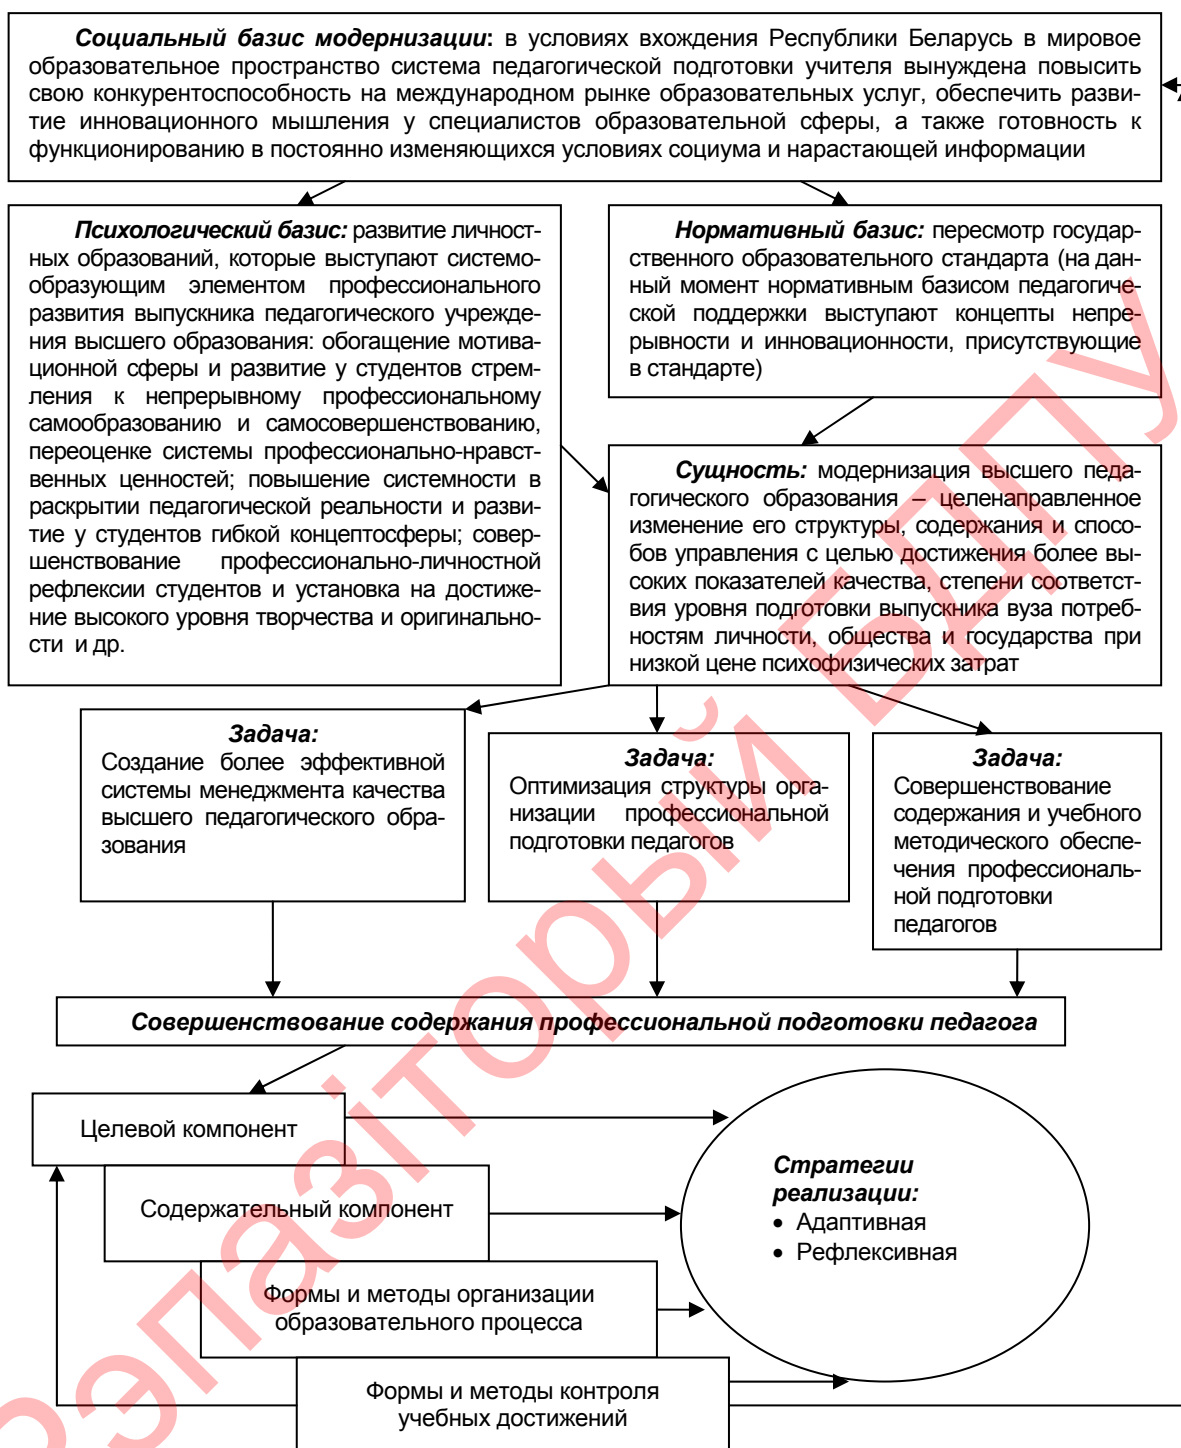 Социальный базис модернизации: в условиях вхождения Республики Беларусь в мировое
образовательное пространство система педагогической подготовки учителя вынуждена повысить
свою конкурентоспособность на международном рынке образовательных услуг, обеспечить разви-
тие инновационного мышления у специалистов образовательной сферы, а также готовность к
функционированию в постоянно изменяющихся условиях социума и нарастающей информации
Психологический базис: развитие личност-
ных образований, которые выступают системо-
образующим элементом профессионального
развития выпускника педагогического учрежде-
ния высшего образования: обогащение мотива-
ционной сферы и развитие у студентов стрем-
ления к непрерывному профессиональному
самообразованию и самосовершенствованию,
переоценке системы профессионально-нравст-
венных ценностей; повышение системности в
раскрытии педагогической реальности и разви-
тие у студентов гибкой концептосферы; совер-
шенствование профессионально-личностной
рефлексии студентов и установка на достиже-
ние высокого уровня творчества и оригинально-
сти и др.
Нормативный базис: пересмотр государ-
ственного образовательного стандарта (на дан-
ный момент нормативным базисом педагогиче-
ской поддержки выступают концепты непре-
рывности и инновационности, присутствующие
в стандарте)
Сущность: модернизация высшего педа-
гогического образования – целенаправленное
изменение его структуры, содержания и спосо-
бов управления с целью достижения более вы-
соких показателей качества, степени соответст-
вия уровня подготовки выпускника вуза потреб-
ностям личности, общества и государства при
низкой цене психофизических затрат
Задача:
Создание более эффективной
системы менеджмента качества
высшего педагогического обра-
зования
Задача:
Оптимизация структуры орга-
низации профессиональной
подготовки педагогов
Задача:
Совершенствование
содержания и учебного
методического обеспе-
чения профессиональ-
ной подготовки
педагогов
Совершенствование содержания профессиональной подготовки педагога
Целевой компонент
Содержательный компонент
Формы и методы организации
образовательного процесса
Формы и методы контроля
учебных достижений
Стратегии
реализации:
• Адаптивная
• Рефлексивная
Рэпазіторый БДПУ